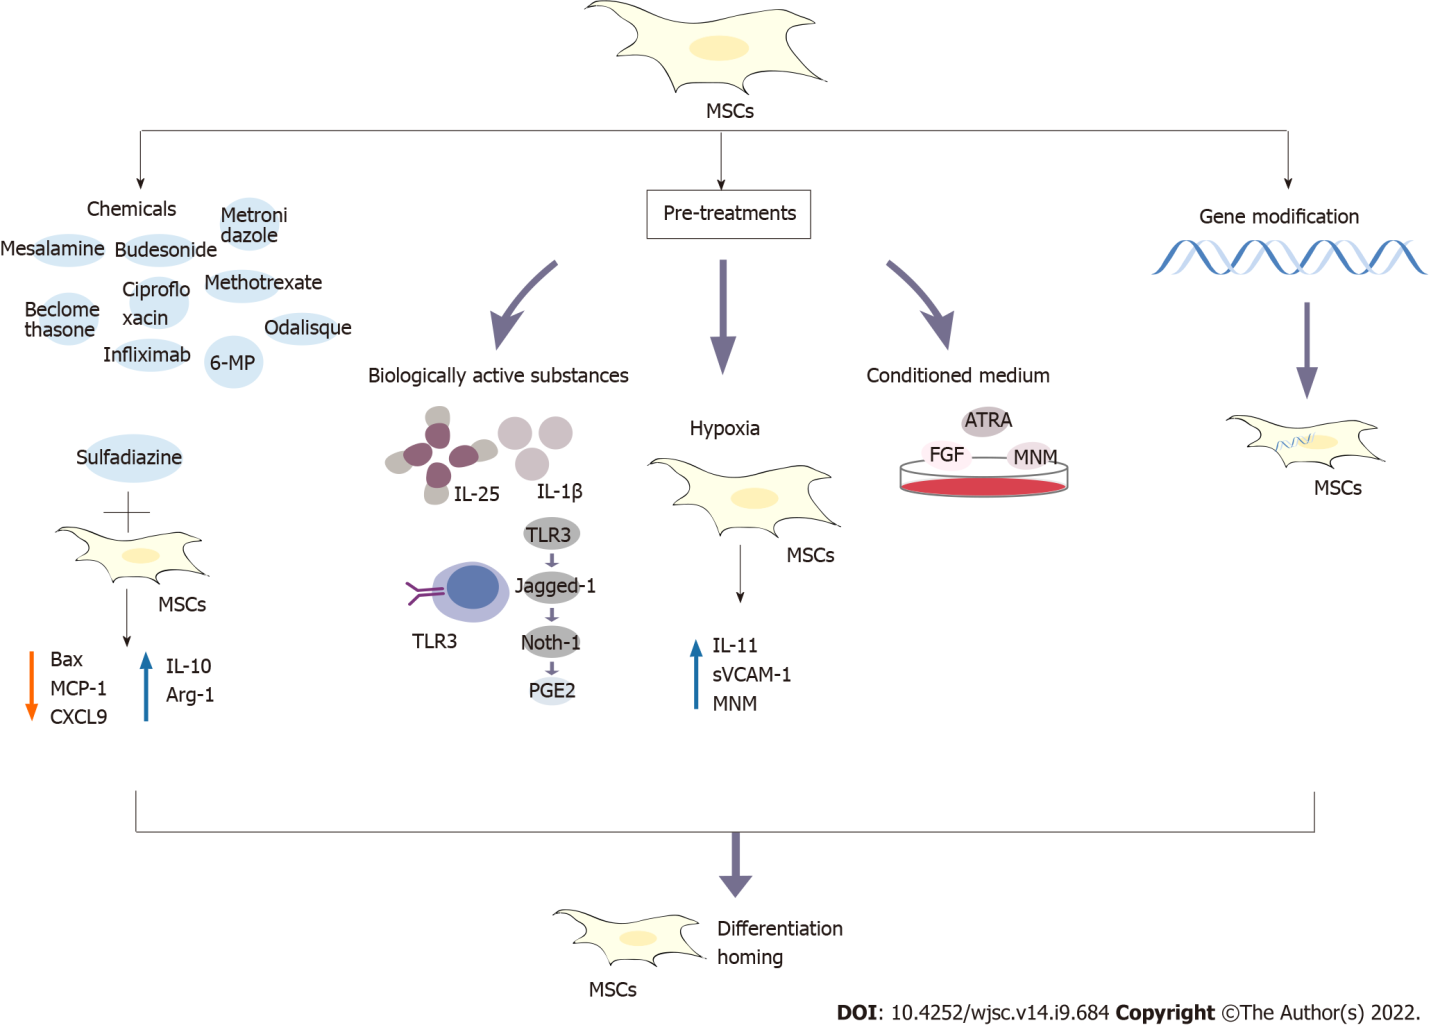 MSCs
Chemicals
Metroni
dazole
Mesalamine
Budesonide
Methotrexate
Ciproflo
xacin
Beclome
thasone
Odalisque
Infliximab
6-MP
Sulfadiazine
MSCs
Bax
MCP-1
CXCL9
IL-10
Arg-1
Pre-treatments
Biologically active substances
IL-25
IL-1β
TLR3
TLR3
Jagged-1
Noth-1
PGE2
Hypoxia
MSCs
IL-11
sVCAM-1
MNM
Conditioned medium
ATRA
FGF
MNM
Gene modification
MSCs
MSCs
Differentiation
homing
DOI: 10.4252/wjsc.v14.i9.684 Copyright ©The Author(s) 2022.